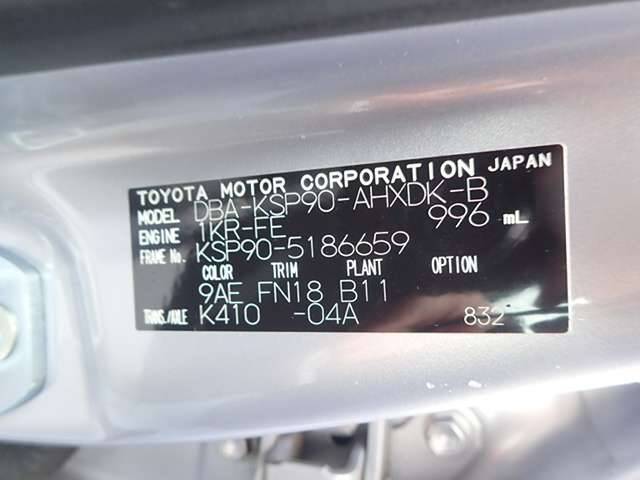 TOYOTA MOTOR CORPORATION JAPAN
MODEL DBA-KSP90-AHXDK-B
ENGINE 1KR-FE 996 mL
FRAME No. KSP90-5186659
COLOR TRIM PLANT OPTION
9AE FN18 B11
TRANS./AXLE K410 -04A 832